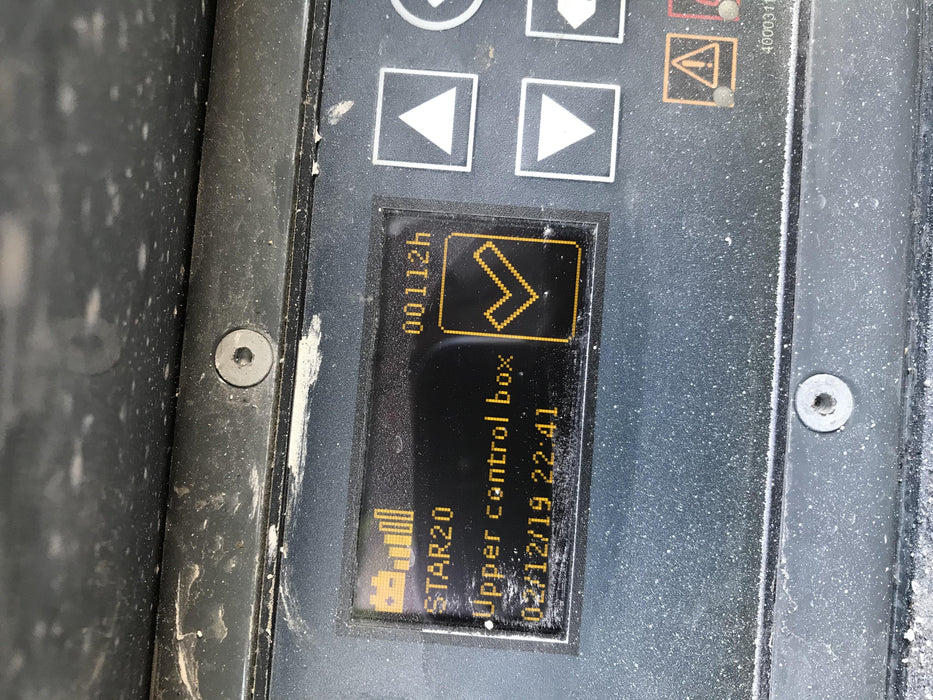 00112h
STAR20
Upper control box
02/12/19 22:41